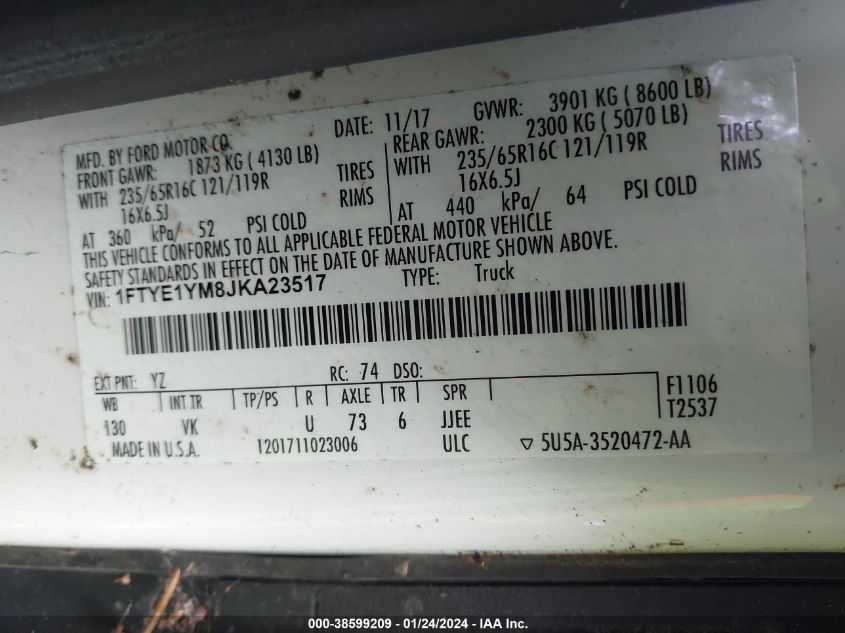 MFD. BY FORD MOTOR CO. DATE: 11/17 GVWR: 3901 KG ( 8600 LB)
FRONT GAWR: 1873 KG ( 4130 LB) REAR GAWR: 2300 KG ( 5070 LB)
WITH 235/65R16C 121/119R TIRES WITH 235/65R16C 121/119R TIRES
16X6.5J RIMS 16X6.5J RIMS
AT 360 kPa/ 52 PSI COLD AT 440 kPa/ 64 PSI COLD
THIS VEHICLE CONFORMS TO ALL APPLICABLE FEDERAL MOTOR VEHICLE
SAFETY STANDARDS IN EFFECT ON THE DATE OF MANUFACTURE SHOWN ABOVE.
VIN: 1FTYE1YM8JKA23517 TYPE: Truck
EXT PNT: YZ RC: 74 DSO:
WB INT TR TP/PS R AXLE TR SPR F1106
130 VK U 73 6 JJEE T2537
MADE IN U.S.A. 1201711023006 ULC ▽ 5U5A-3520472-AA
000-38599209 - 01/24/2024 - IAA Inc.